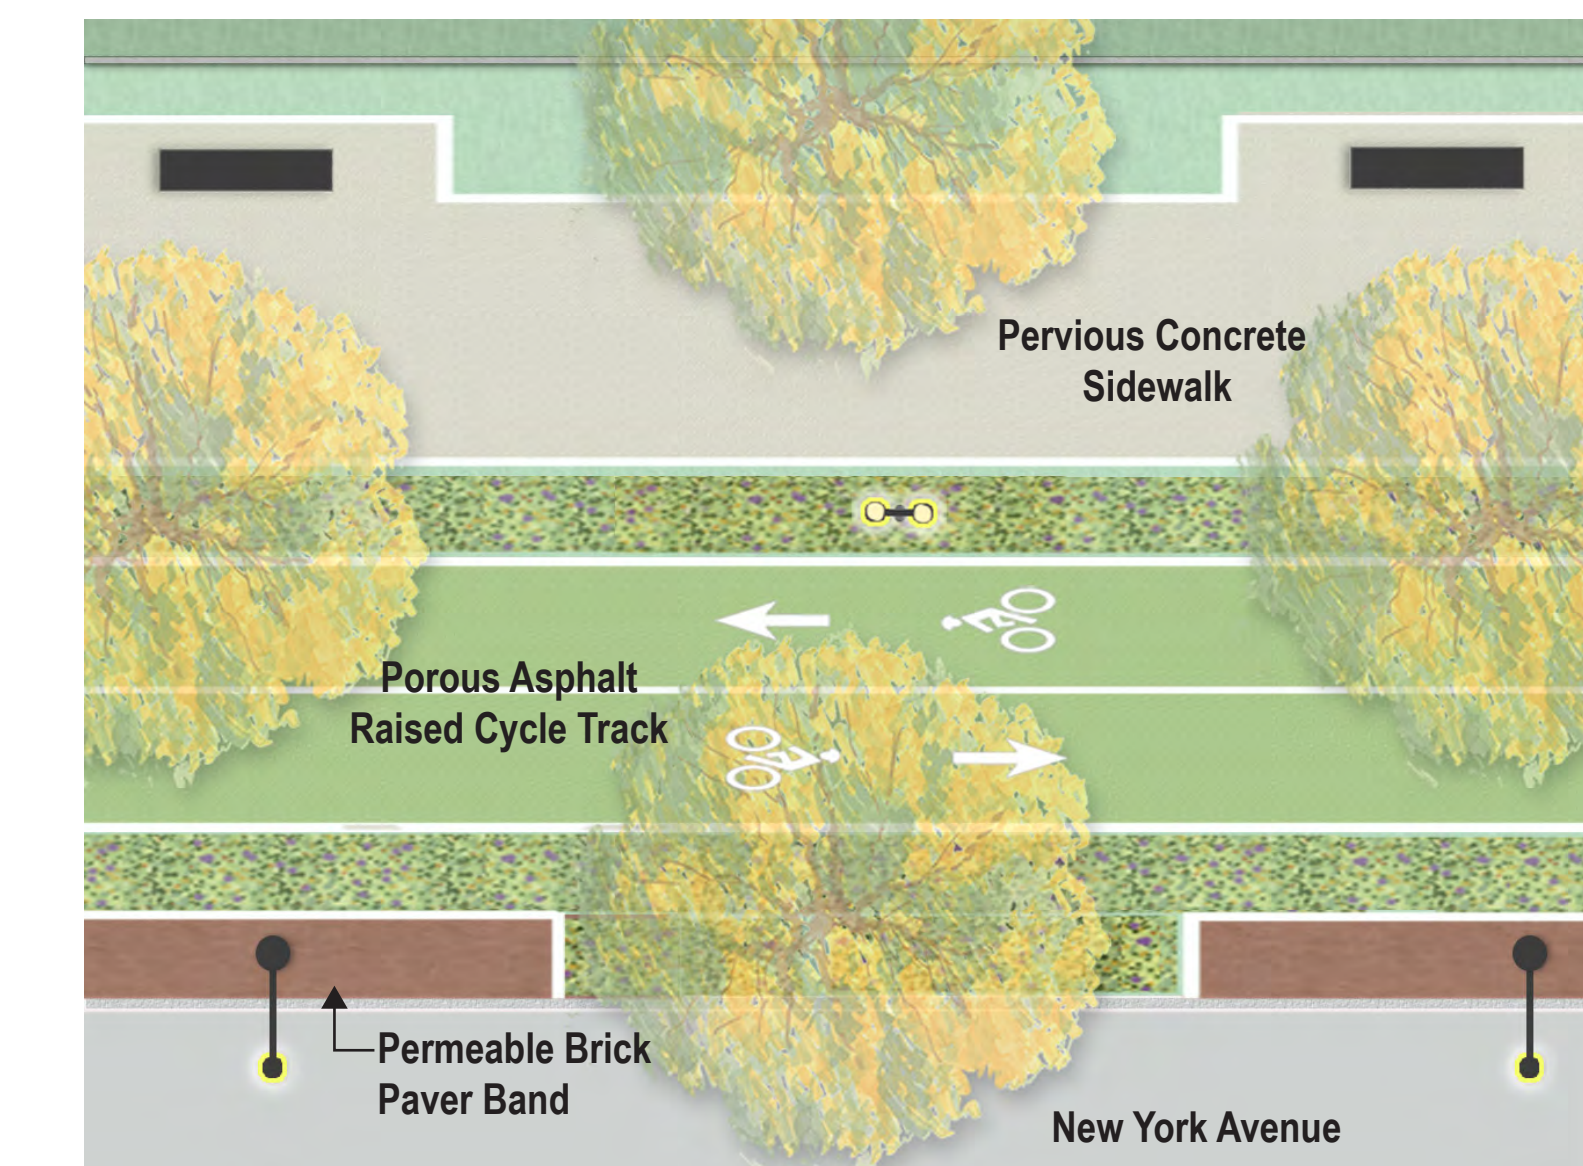 Pervious Concrete
Sidewalk
Porous Asphalt
Raised Cycle Track
Permeable Brick
Paver Band
New York Avenue